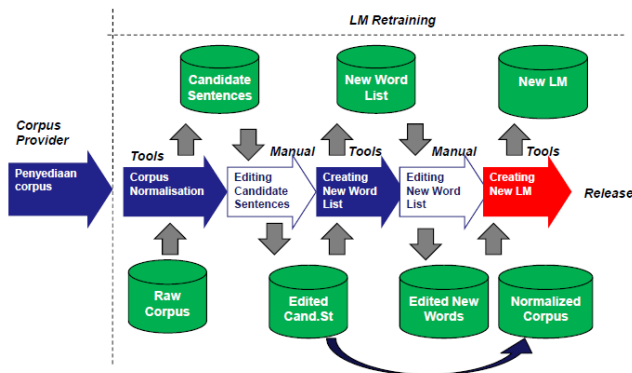 LM Retraining
Candidate
Sentences
New Word
List
New LM
Corpus
Provider
Tools
Manual
Tools
Manual
Tools
Penyediaan
corpus
Corpus
Normalisation
Editing
Candidate
Sentences
Creating
New Word
List
Editing
New Word
List
Creating
New LM
Release
Raw
Corpus
Edited
Cand.St
Edited New
Words
Normalized
Corpus